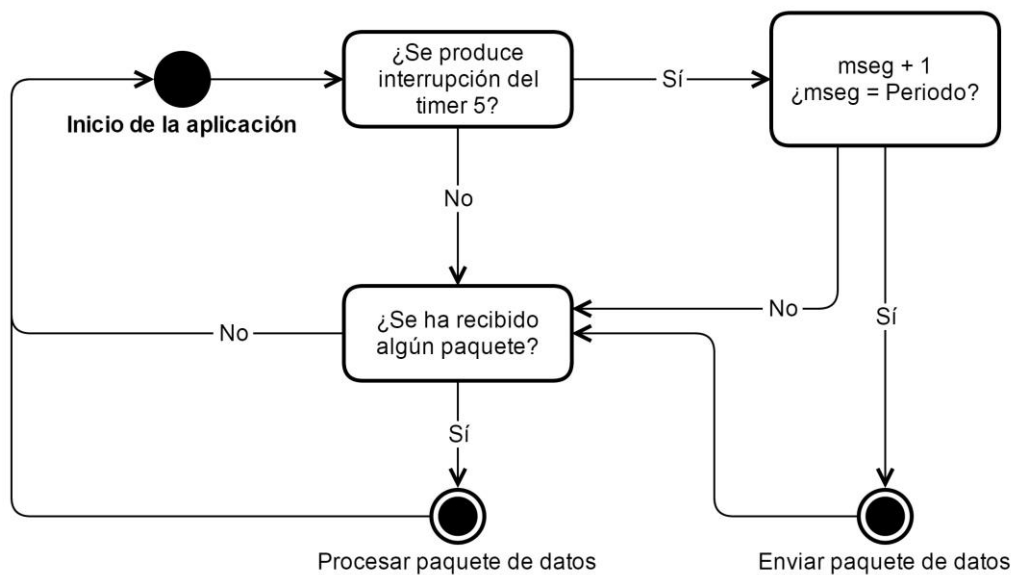 ¿Se produce
interrupción del
timer 5?
Sí
mseg + 1
¿mseg = Periodo?
Inicio de la aplicación
No
¿Se ha recibido
algún paquete?
No
No
Sí
Sí
Procesar paquete de datos
Enviar paquete de datos